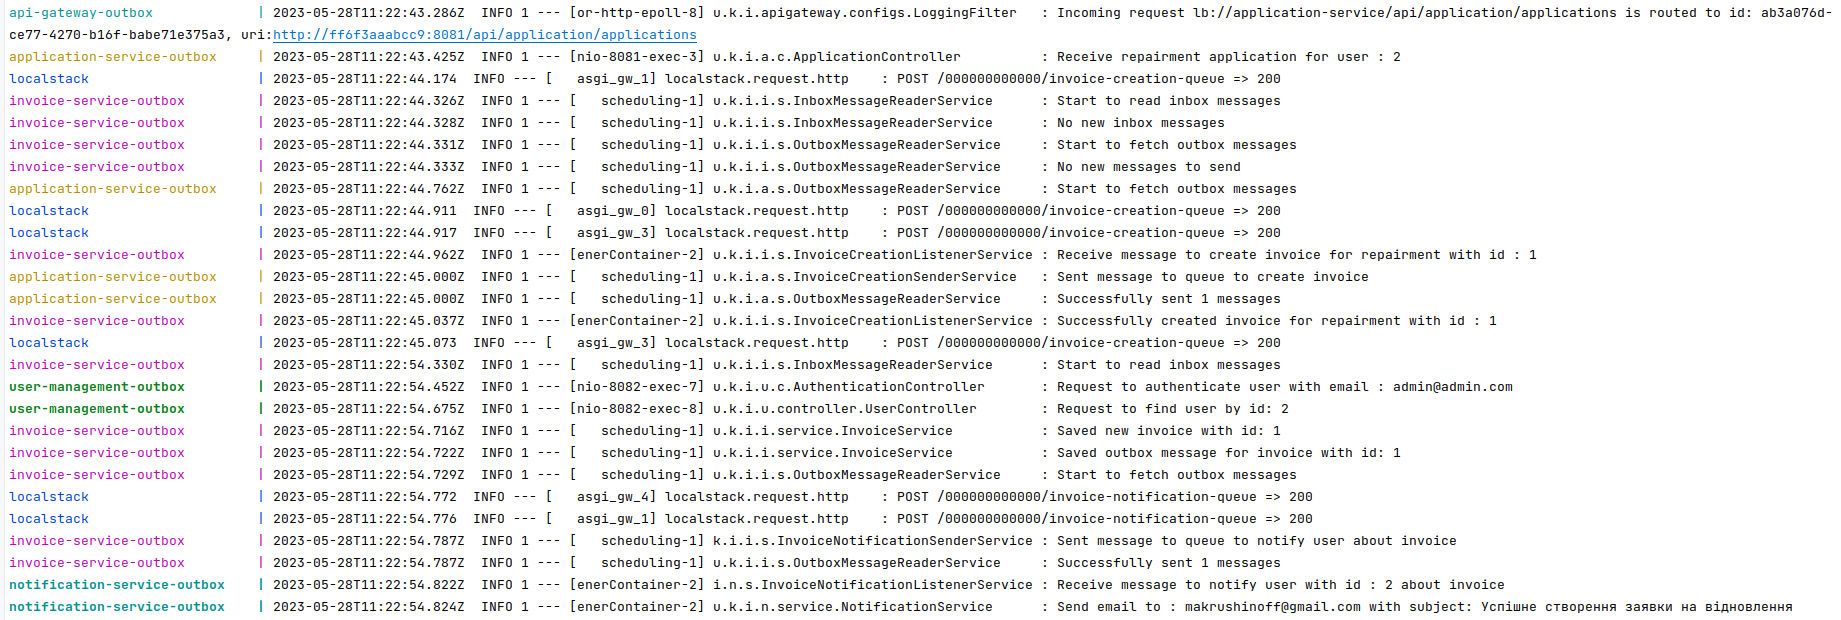 api-gateway-outbox | 2023-05-28T11:22:43.286Z INFO 1 --- [or-http-epoll-8] u.k.i.apigateway.configs.LoggingFilter : Incoming request lb://application-service/api/application/applications is routed to id: ab3a076d-
ce77-4270-b16f-babe71e375a3, uri:http://ff6f3aaabcc9:8081/api/application/applications
application-service-outbox | 2023-05-28T11:22:43.425Z INFO 1 --- [nio-8081-exec-3] u.k.i.a.c.ApplicationController : Receive repairment application for user : 2
localstack | 2023-05-28T11:22:44.174 INFO --- [ asgi_gw_1] localstack.request.http : POST /000000000000/invoice-creation-queue => 200
invoice-service-outbox | 2023-05-28T11:22:44.326Z INFO 1 --- [ scheduling-1] u.k.i.i.s.InboxMessageReaderService : Start to read inbox messages
invoice-service-outbox | 2023-05-28T11:22:44.328Z INFO 1 --- [ scheduling-1] u.k.i.i.s.InboxMessageReaderService : No new inbox messages
invoice-service-outbox | 2023-05-28T11:22:44.331Z INFO 1 --- [ scheduling-1] u.k.i.i.s.OutboxMessageReaderService : Start to fetch outbox messages
invoice-service-outbox | 2023-05-28T11:22:44.333Z INFO 1 --- [ scheduling-1] u.k.i.i.s.OutboxMessageReaderService : No new messages to send
application-service-outbox | 2023-05-28T11:22:44.762Z INFO 1 --- [ scheduling-1] u.k.i.a.s.OutboxMessageReaderService : Start to fetch outbox messages
localstack | 2023-05-28T11:22:44.911 INFO --- [ asgi_gw_0] localstack.request.http : POST /000000000000/invoice-creation-queue => 200
localstack | 2023-05-28T11:22:44.917 INFO --- [ asgi_gw_3] localstack.request.http : POST /000000000000/invoice-creation-queue => 200
invoice-service-outbox | 2023-05-28T11:22:44.962Z INFO 1 --- [enerContainer-2] u.k.i.i.s.InvoiceCreationListenerService : Receive message to create invoice for repairment with id : 1
application-service-outbox | 2023-05-28T11:22:45.000Z INFO 1 --- [ scheduling-1] u.k.i.a.s.InvoiceCreationSenderService : Sent message to queue to create invoice
application-service-outbox | 2023-05-28T11:22:45.000Z INFO 1 --- [ scheduling-1] u.k.i.a.s.OutboxMessageReaderService : Successfully sent 1 messages
invoice-service-outbox | 2023-05-28T11:22:45.037Z INFO 1 --- [enerContainer-2] u.k.i.i.s.InvoiceCreationListenerService : Successfully created invoice for repairment with id : 1
localstack | 2023-05-28T11:22:45.073 INFO --- [ asgi_gw_3] localstack.request.http : POST /000000000000/invoice-creation-queue => 200
invoice-service-outbox | 2023-05-28T11:22:54.330Z INFO 1 --- [ scheduling-1] u.k.i.i.s.InboxMessageReaderService : Start to read inbox messages
user-management-outbox | 2023-05-28T11:22:54.452Z INFO 1 --- [nio-8082-exec-7] u.k.i.u.c.AuthenticationController : Request to authenticate user with email : admin@admin.com
user-management-outbox | 2023-05-28T11:22:54.675Z INFO 1 --- [nio-8082-exec-8] u.k.i.u.controller.UserController : Request to find user by id: 2
invoice-service-outbox | 2023-05-28T11:22:54.716Z INFO 1 --- [ scheduling-1] u.k.i.i.service.InvoiceService : Saved new invoice with id: 1
invoice-service-outbox | 2023-05-28T11:22:54.722Z INFO 1 --- [ scheduling-1] u.k.i.i.service.InvoiceService : Saved outbox message for invoice with id: 1
invoice-service-outbox | 2023-05-28T11:22:54.729Z INFO 1 --- [ scheduling-1] u.k.i.i.s.OutboxMessageReaderService : Start to fetch outbox messages
localstack | 2023-05-28T11:22:54.772 INFO --- [ asgi_gw_4] localstack.request.http : POST /000000000000/invoice-notification-queue => 200
localstack | 2023-05-28T11:22:54.776 INFO --- [ asgi_gw_1] localstack.request.http : POST /000000000000/invoice-notification-queue => 200
invoice-service-outbox | 2023-05-28T11:22:54.787Z INFO 1 --- [ scheduling-1] k.i.i.s.InvoiceNotificationSenderService : Sent message to queue to notify user about invoice
invoice-service-outbox | 2023-05-28T11:22:54.787Z INFO 1 --- [ scheduling-1] u.k.i.i.s.OutboxMessageReaderService : Successfully sent 1 messages
notification-service-outbox | 2023-05-28T11:22:54.822Z INFO 1 --- [enerContainer-2] i.n.s.InvoiceNotificationListenerService : Receive message to notify user with id : 2 about invoice
notification-service-outbox | 2023-05-28T11:22:54.824Z INFO 1 --- [enerContainer-2] u.k.i.n.service.NotificationService : Send email to : makrushinoff@gmail.com with subject: Успішне створення заявки на відновлення